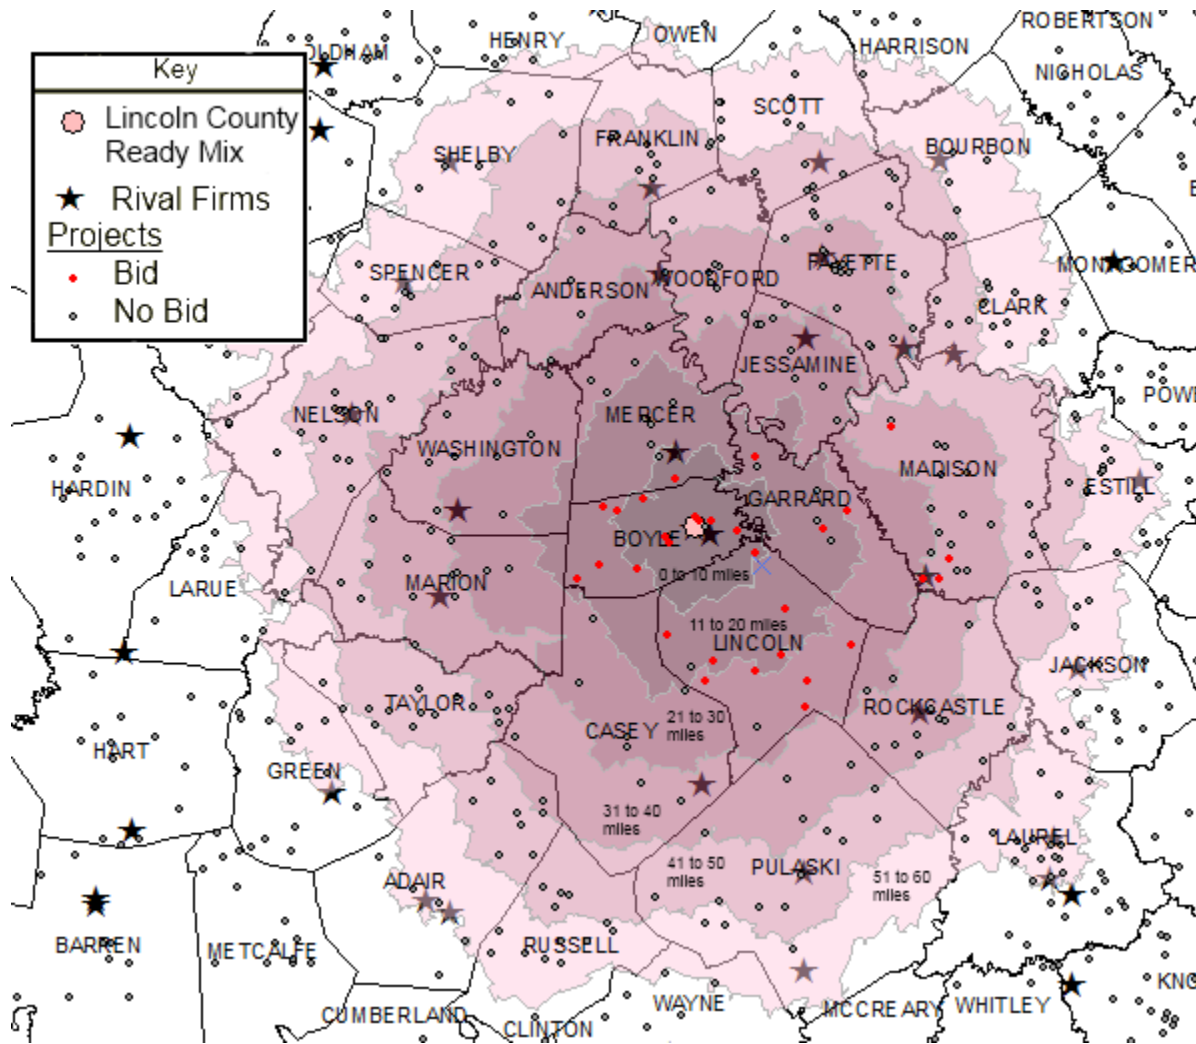 ROBERTSON
OWEN
HENRY
HARRISON
OLDHAM
NICHOLAS
Key
SCOTT
Lincoln County
Ready Mix
FRANKLIN
BOURBON
SHELBY
Rival Firms
Projects
Bid
No Bid
SPENCER
ANDERSON
WOODFORD
FAYETTE
MONTGOMER
CLARK
JESSAMINE
POWE
NELSON
MERCER
WASHINGTON
MADISON
HARDIN
GARRARD
ESTILL
BOYLE
0 to 10 miles
MARION
LARUE
11 to 20 miles
LINCOLN
JACKSON
TAYLOR
ROCKCASTLE
CASEY
21 to 30
miles
HART
GREEN
31 to 40
miles
LAUREL
41 to 50
miles
PULASKI
51 to 60
miles
ADAIR
BARREN
METCALFE
RUSSELL
KNO
WAYNE
MCCREARY
WHITLEY
CUMBERLAND
CLINTON